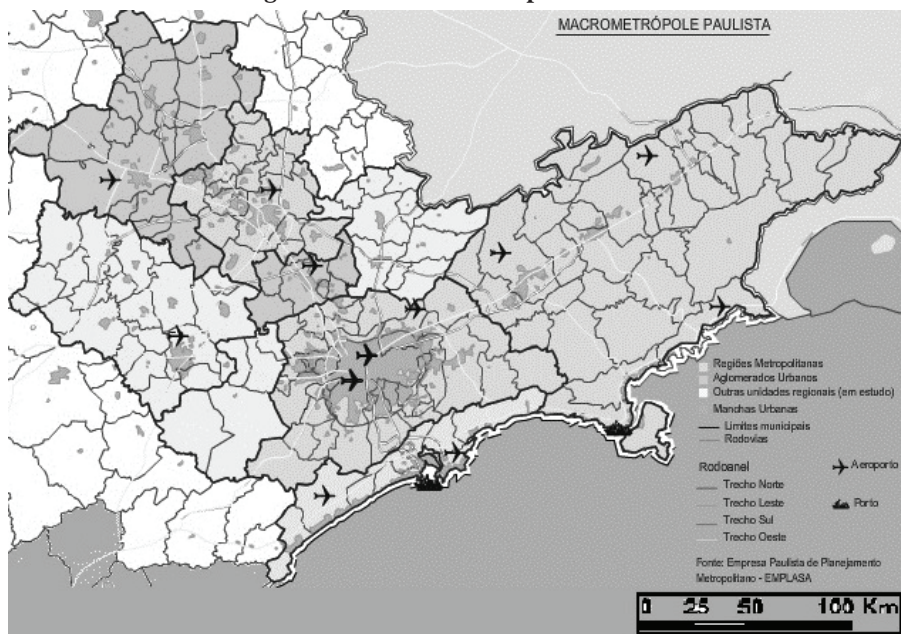 MACROMETRÓPOLE PAULISTA
Regiões Metropolitanas
Aglomerados Urbanos
Outras unidades regionais (em estudo)
Manchas Urbanas
Limites municipais
Rodovias
Rodoanel
Trecho Norte
Trecho Leste
Trecho Sul
Trecho Oeste
Aeroporto
Porto
Fonte: Empresa Paulista de Planejamento
Metropolitano - EMPLASA
0 25 50 100 Km